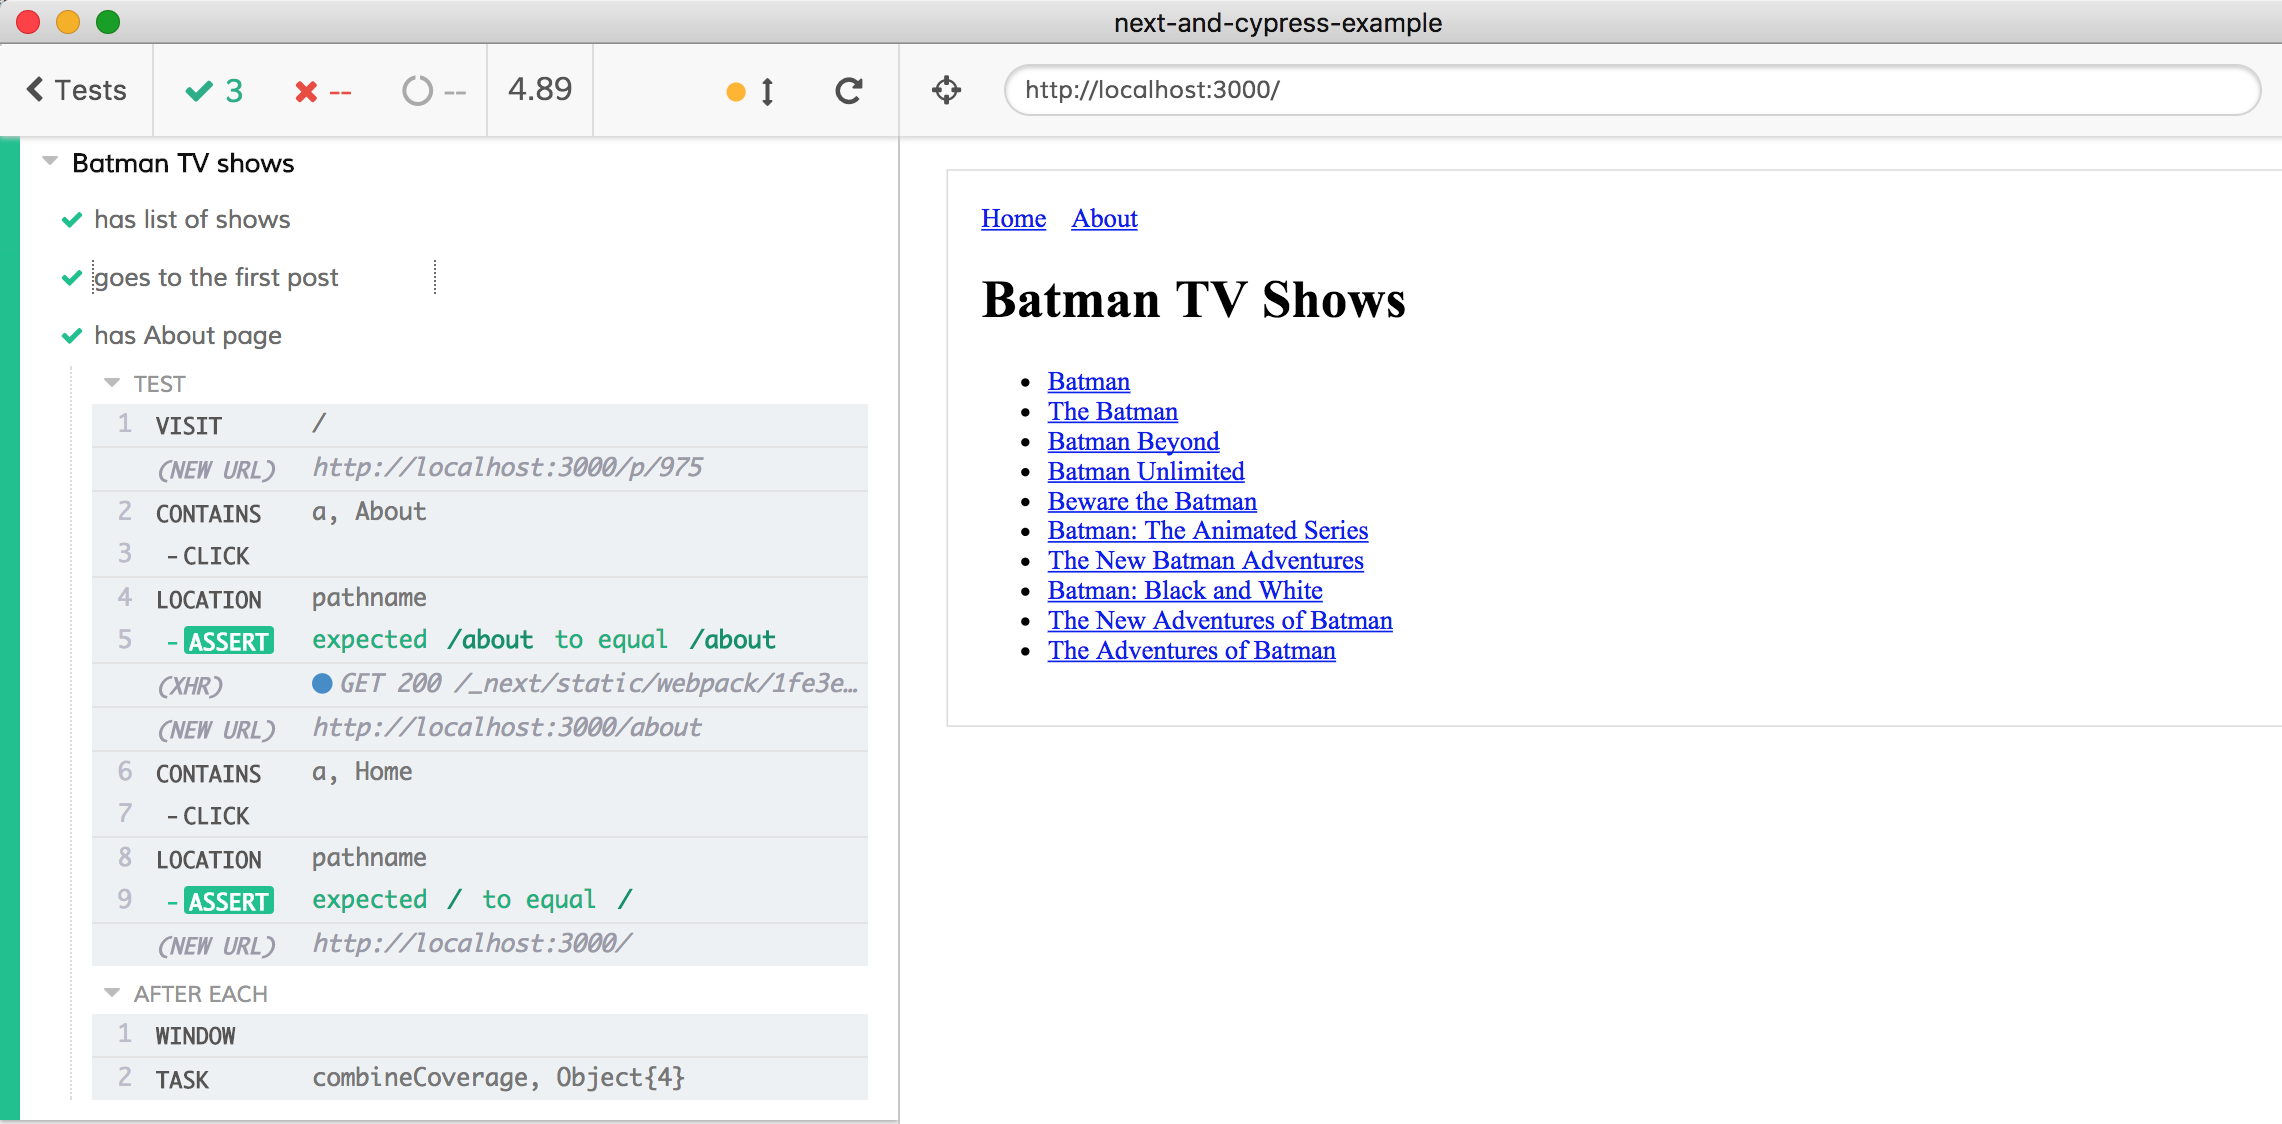 next-and-cypress-example
Tests 3 -- -- 4.89
http://localhost:3000/
Batman TV shows
has list of shows
goes to the first post
has About page
TEST
1 VISIT /
(NEW URL) http://localhost:3000/p/975
2 CONTAINS a, About
3 -CLICK
4 LOCATION pathname
5 -ASSERT expected /about to equal /about
(XHR) GET 200 /_next/static/webpack/1fe3e…
(NEW URL) http://localhost:3000/about
6 CONTAINS a, Home
7 -CLICK
8 LOCATION pathname
9 -ASSERT expected / to equal /
(NEW URL) http://localhost:3000/
AFTER EACH
1 WINDOW
2 TASK combineCoverage, Object{4}
Home About
Batman TV Shows
Batman
The Batman
Batman Beyond
Batman Unlimited
Beware the Batman
Batman: The Animated Series
The New Batman Adventures
Batman: Black and White
The New Adventures of Batman
The Adventures of Batman